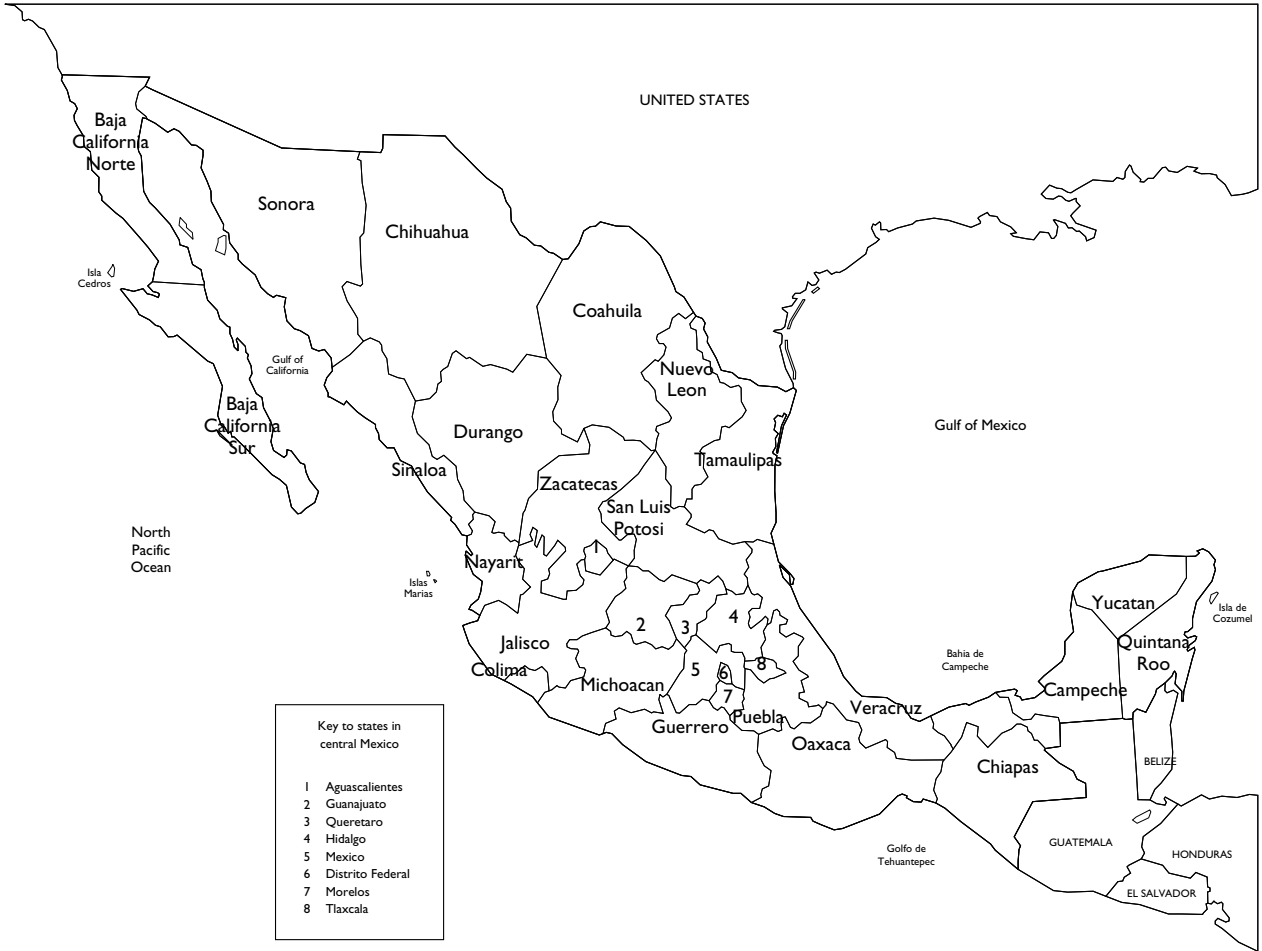 UNITED STATES
Baja
California
Norte
Sonora
Chihuahua
Isla
Cedros
Coahuila
Gulf of
California
Nuevo
Leon
Baja
California
Sur
Durango
Gulf of Mexico
Sinaloa
Tamaulipas
Zacatecas
San Luis
Potosi
North
Pacific
Ocean
1
Nayarit
Islas
Marias
Yucatan
Isla de
Cozumel
2
3
4
Jalisco
Quintana
Roo
Bahia de
Campeche
Colima
Michoacan
5
6
8
7
Campeche
Guerrero
Puebla
Veracruz
Oaxaca
Chiapas
BELIZE
Key to states in
central Mexico
1 Aguascalientes
2 Guanajuato
3 Queretaro
4 Hidalgo
5 Mexico
6 Distrito Federal
7 Morelos
8 Tlaxcala
Golfo de
Tehuantepec
GUATEMALA
HONDURAS
EL SALVADOR